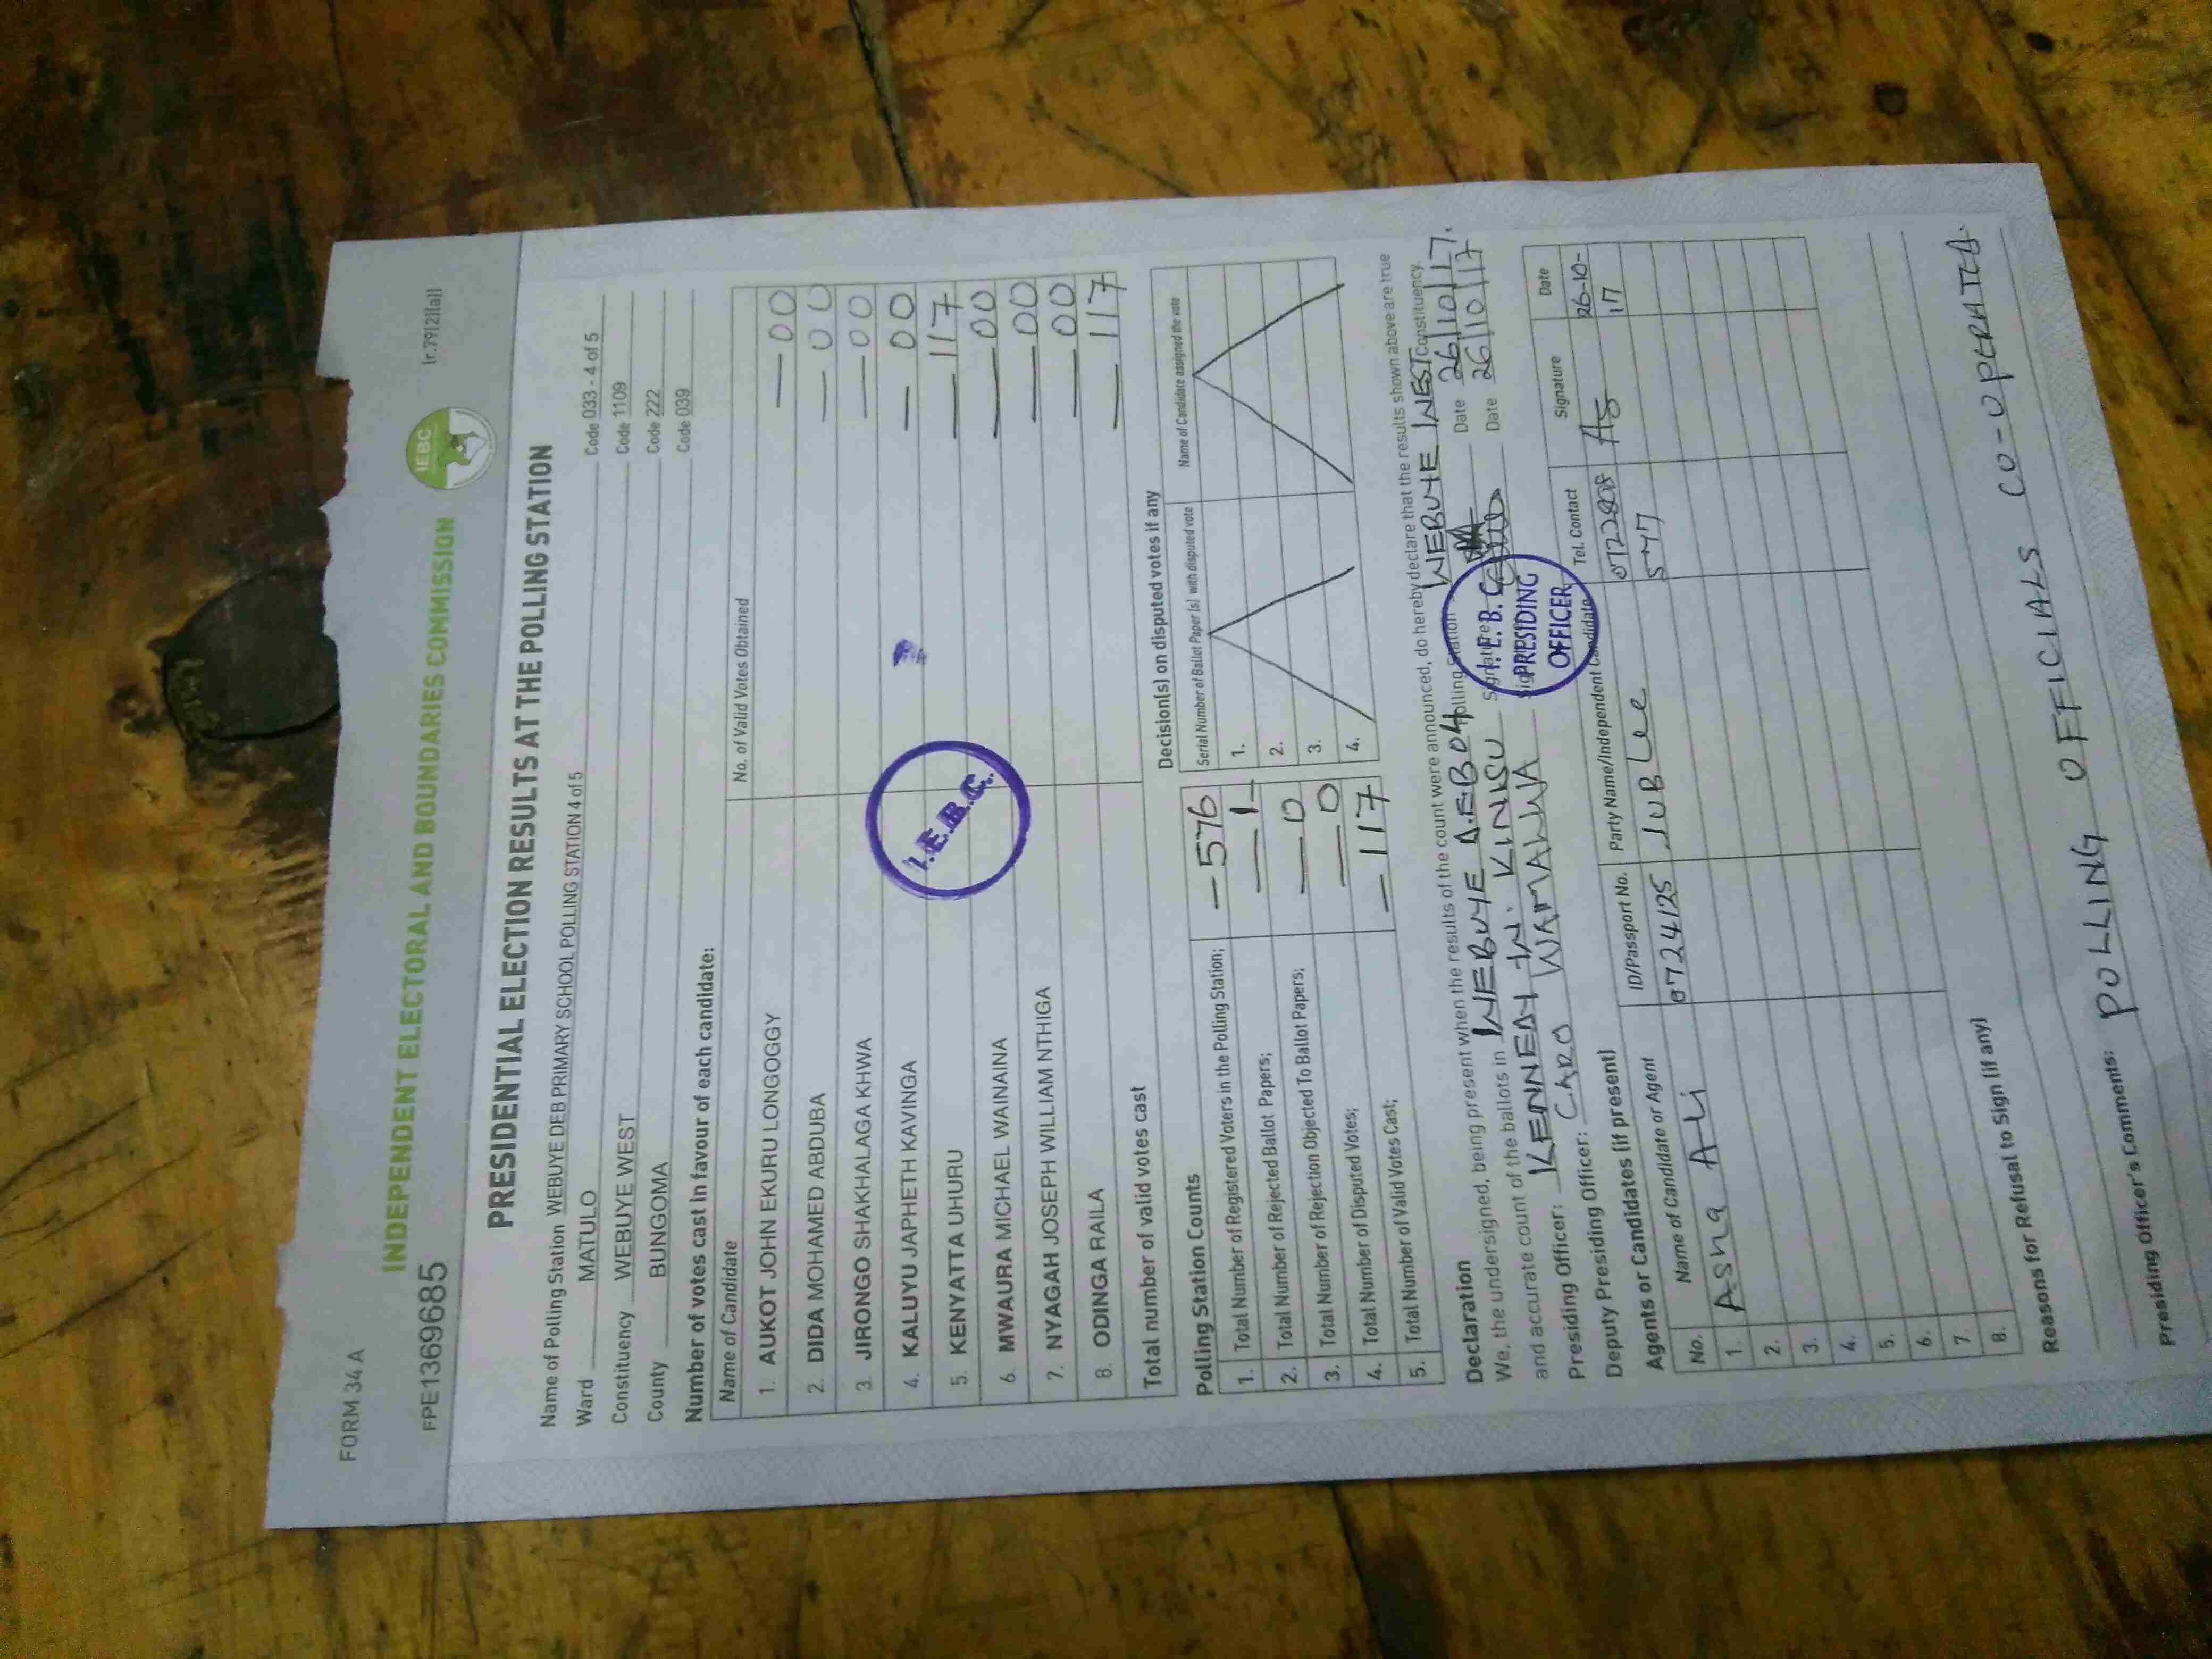 FORM 34 A
INDEPENDENT ELECTORAL AND BOUNDARIES COMMISSION
IEBC
(r.79(2)(a))
FPE1369685
PRESIDENTIAL ELECTION RESULTS AT THE POLLING STATION
Name of Polling Station WEBUYE DEB PRIMARY SCHOOL POLLING STATION 4 of 5 Code 033 - 4 of 5
Ward MATULO Code 1109
Constituency WEBUYE WEST Code 222
County BUNGOMA Code 039
Number of votes cast in favour of each candidate:
Name of Candidate No. of Valid Votes Obtained
1. AUKOT JOHN EKURU LONGOGGY — 00
2. DIDA MOHAMED ABDUBA — 00
3. JIRONGO SHAKHALAGA KHWA — 00
4. KALUYU JAPHETH KAVINGA — 00
5. KENYATTA UHURU — 117
6. MWAURA MICHAEL WAINAINA — 00
7. NYAGAH JOSEPH WILLIAM NTHIGA — 00
8. ODINGA RAILA — 00
Total number of valid votes cast — 117
I.E.B.C.
Polling Station Counts
1. Total Number of Registered Voters in the Polling Station; — 576
2. Total Number of Rejected Ballot Papers; — 1
3. Total Number of Rejection Objected To Ballot Papers; — 0
4. Total Number of Disputed Votes; — 0
5. Total Number of Valid Votes Cast; — 117
Decision(s) on disputed votes if any
Serial Number of Ballot Paper(s) with disputed vote Name of Candidate assigned the vote
1.
2.
3.
4.
Declaration
We, the undersigned, being present when the results of the count were announced, do hereby declare that the results shown above are true
and accurate count of the ballots in WEBUYE D.E.B 04 Polling Station WEBUYE WEST Constituency.
Presiding Officer: KENNEDY W. KINISU Signature Date 26/10/17.
Deputy Presiding Officer: CARO WAMALWA Date 26/10/17
I.E.B.C
PRESIDING
OFFICER
Agents or Candidates (if present)
No. Name of Candidate or Agent ID/Passport No. Party Name/Independent Candidate Tel. Contact Signature Date
1. Asha Ali 0724125 JUBLee 0722808 26-10-
5747 17
2.
3.
4.
5.
6.
7.
8.
Reasons for Refusal to Sign (if any)
Presiding Officer's Comments: POLLING OFFICIALS CO-OPERATED